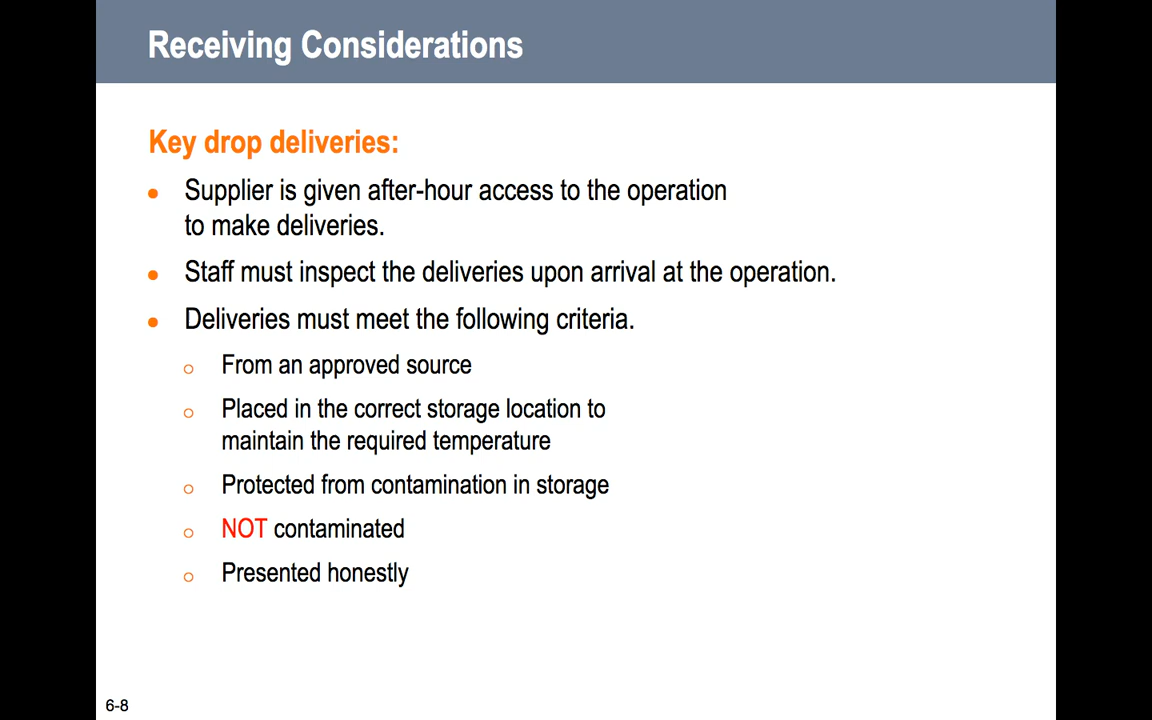 Receiving Considerations
Key drop deliveries:
• Supplier is given after-hour access to the operation
to make deliveries.
• Staff must inspect the deliveries upon arrival at the operation.
• Deliveries must meet the following criteria.
○ From an approved source
○ Placed in the correct storage location to
maintain the required temperature
○ Protected from contamination in storage
○ NOT contaminated
○ Presented honestly
6-8